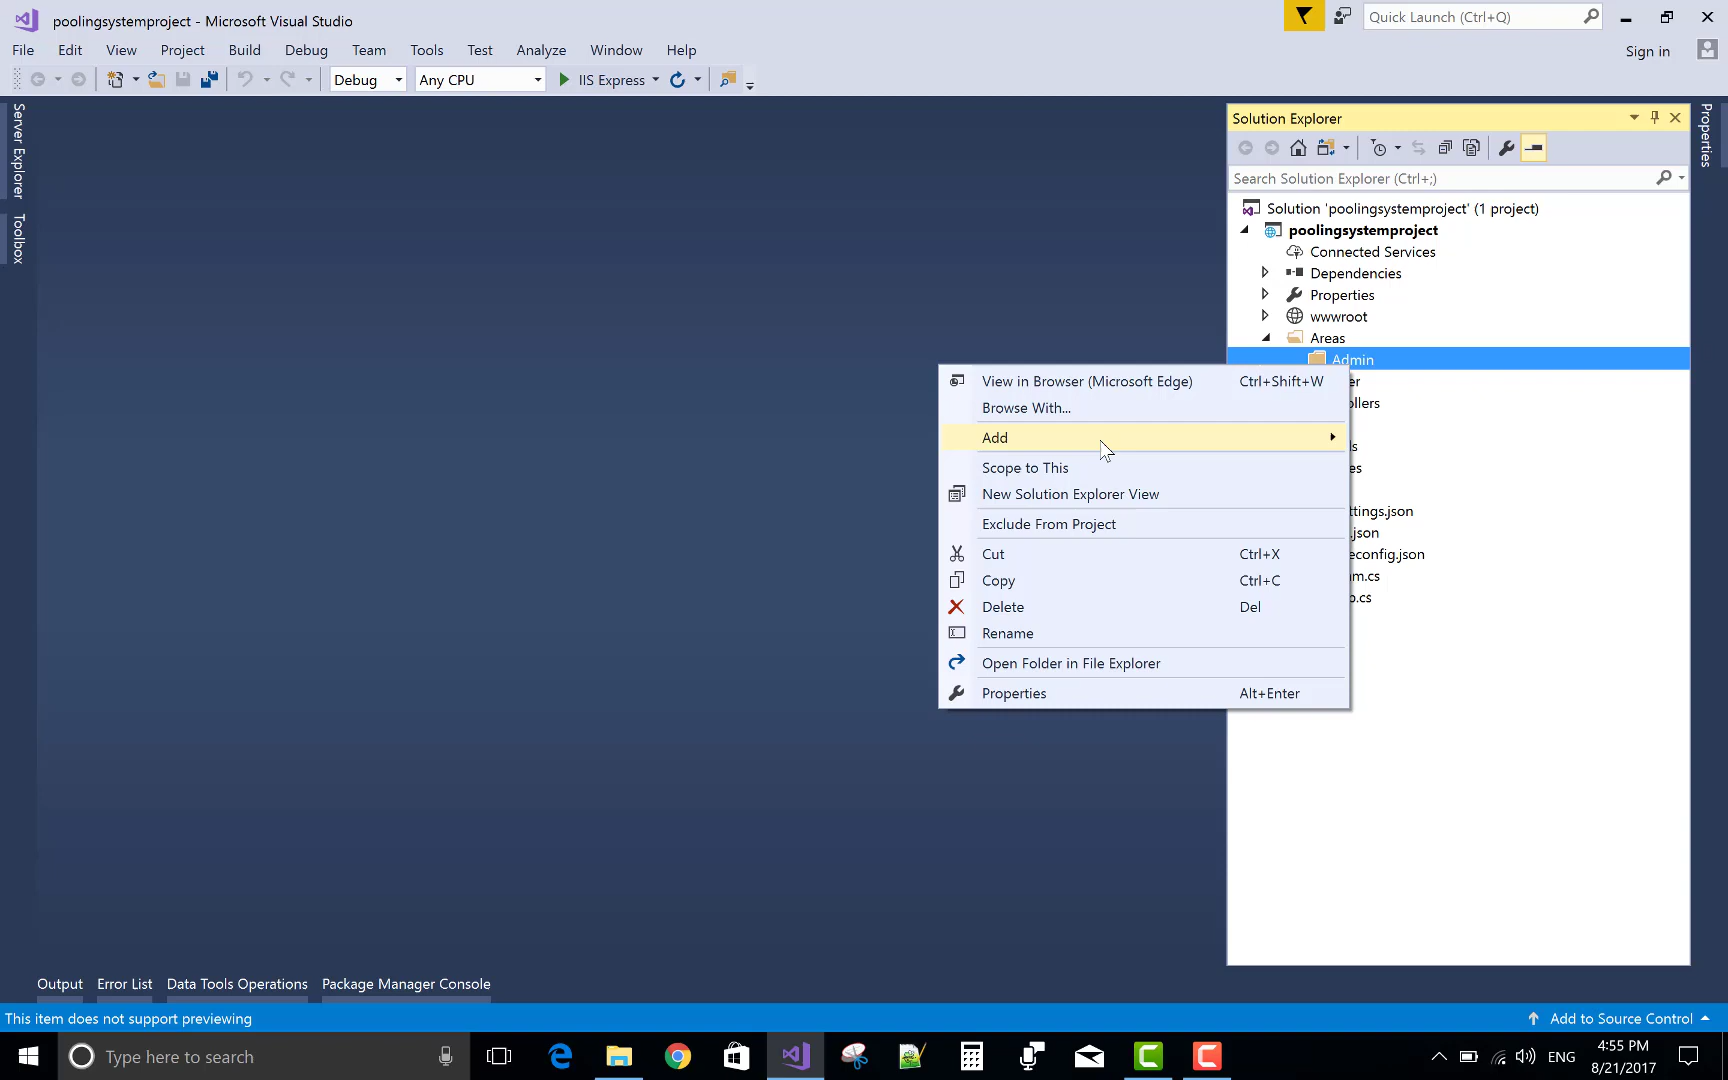 poolingsystemproject - Microsoft Visual Studio
Quick Launch (Ctrl+Q)
File Edit View Project Build Debug Team Tools Test Analyze Window Help
Sign in
Debug Any CPU IIS Express
Server Explorer
Toolbox
Solution Explorer
Properties
Search Solution Explorer (Ctrl+;)
Solution 'poolingsystemproject' (1 project)
poolingsystemproject
Connected Services
Dependencies
Properties
wwwroot
Areas
Admin
View in Browser (Microsoft Edge) Ctrl+Shift+W
er
Browse With...
ollers
Add
ls
Scope to This
es
New Solution Explorer View
ttings.json
Exclude From Project
.json
Cut Ctrl+X
econfig.json
Copy Ctrl+C
m.cs
Delete Del
p.cs
Rename
Open Folder in File Explorer
Properties Alt+Enter
Output Error List Data Tools Operations Package Manager Console
This item does not support previewing
Add to Source Control
Type here to search
ENG
4:55 PM
8/21/2017